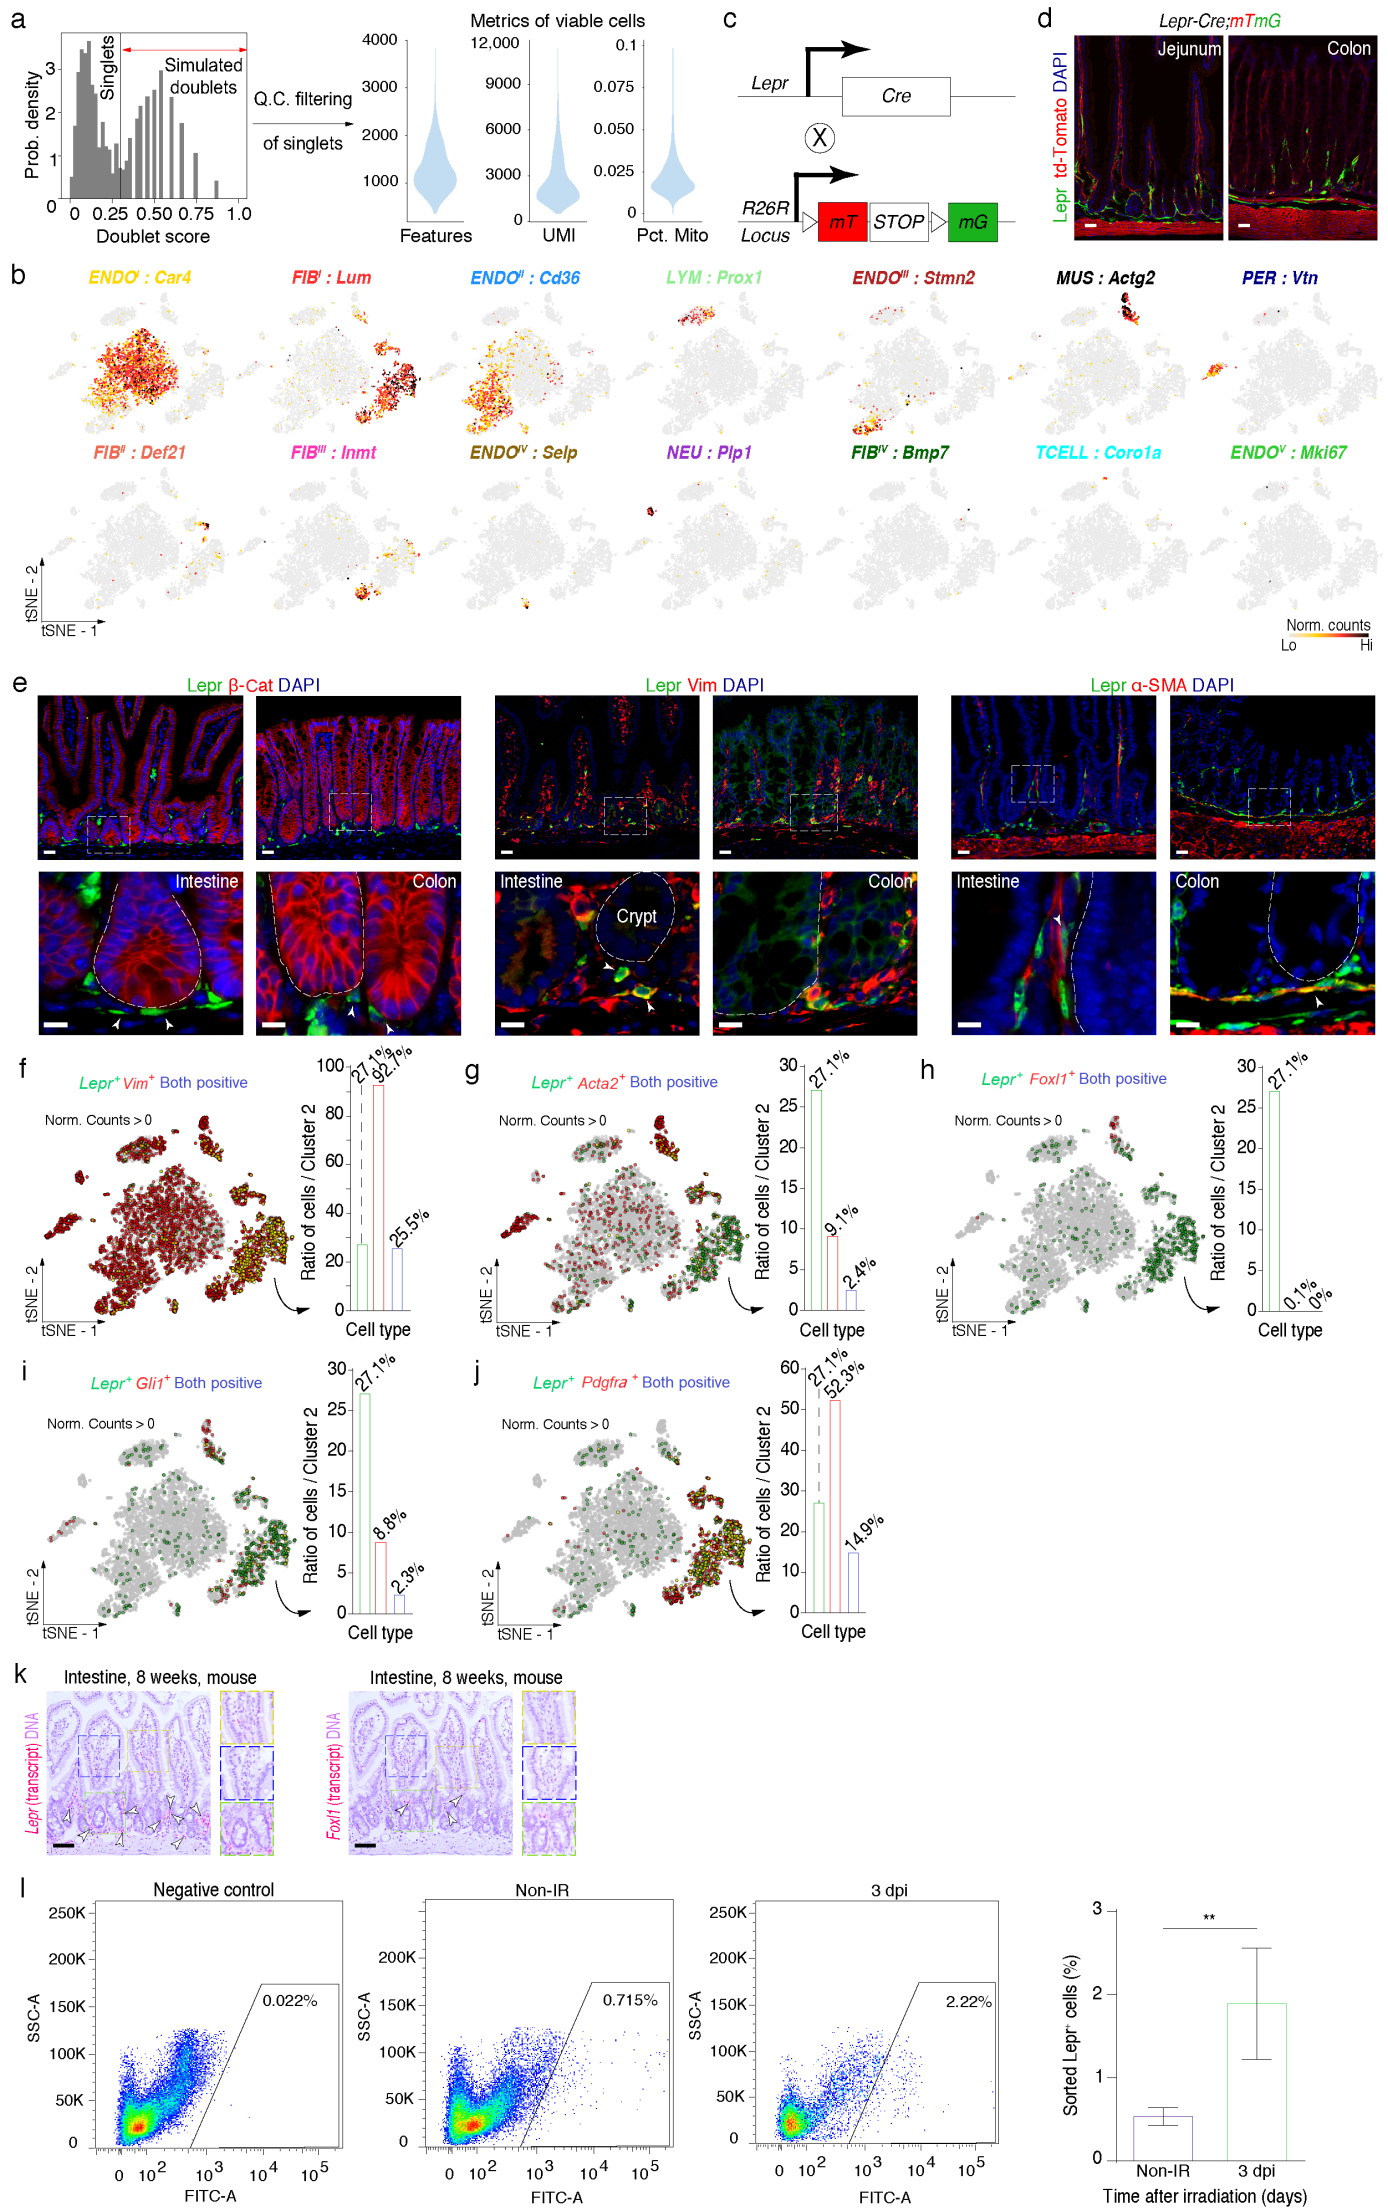 a
Singlets
Simulated
doublets
Prob. density
3
2
1
0
0 0.25 0.50 0.75 1.0
Doublet score
Q.C. filtering
of singlets
Metrics of viable cells
4000
3000
2000
1000
Features
12,000
9000
6000
3000
0
UMI
0.1
0.075
0.05
0.025
0
Pct. Mito
c
Lepr
Cre
X
R26R
Locus
mT
STOP
mG
d
Lepr-Cre;mTmG
Lepr td-Tomato DAPI
Jejunum
Colon
b
ENDO^I : Car4
FIB^I : Lum
ENDO^II : Cd36
LYM : Prox1
ENDO^III : Stmn2
MUS : Actg2
PER : Vtn
FIB^II : Def21
FIB^III : Inmt
ENDO^IV : Selp
NEU : Plp1
FIB^IV : Bmp7
TCELL : Coro1a
ENDO^V : Mki67
tSNE - 2
tSNE - 1
Norm. counts
Lo Hi
e
Lepr β-Cat DAPI
Lepr Vim DAPI
Lepr α-SMA DAPI
Intestine
Colon
Intestine
Crypt
Colon
Intestine
Colon
f
Lepr+ Vim+ Both positive
Norm. Counts > 0
tSNE - 2
tSNE - 1
Ratio of cells / Cluster 2
100
80
60
40
20
0
27.1%
92.7%
25.5%
Cell type
g
Lepr+ Acta2+ Both positive
Norm. Counts > 0
tSNE - 2
tSNE - 1
Ratio of cells / Cluster 2
30
25
20
15
10
5
0
27.1%
9.1%
2.4%
Cell type
h
Lepr+ Foxl1+ Both positive
Norm. Counts > 0
tSNE - 2
tSNE - 1
Ratio of cells / Cluster 2
30
25
20
15
10
5
0
27.1%
0.1%
0%
Cell type
i
Lepr+ Gli1+ Both positive
Norm. Counts > 0
tSNE - 2
tSNE - 1
Ratio of cells / Cluster 2
30
25
20
15
10
5
0
27.1%
8.8%
2.3%
Cell type
j
Lepr+ Pdgfra + Both positive
Norm. Counts > 0
tSNE - 2
tSNE - 1
Ratio of cells / Cluster 2
60
50
40
30
20
10
0
27.1%
52.3%
14.9%
Cell type
k
Intestine, 8 weeks, mouse
Lepr (transcript) DNA
Intestine, 8 weeks, mouse
Foxl1 (transcript) DNA
l
Negative control
SSC-A
250K
200K
150K
100K
50K
0
0.022%
0 10^2 10^3 10^4 10^5
FITC-A
Non-IR
SSC-A
200K
150K
100K
50K
0
0.715%
0 10^2 10^3 10^4 10^5
FITC-A
3 dpi
SSC-A
250K
200K
150K
100K
50K
0
2.22%
0 10^2 10^3 10^4 10^5
FITC-A
Sorted Lepr+ cells (%)
3
2
1
0
**
Non-IR 3 dpi
Time after irradiation (days)